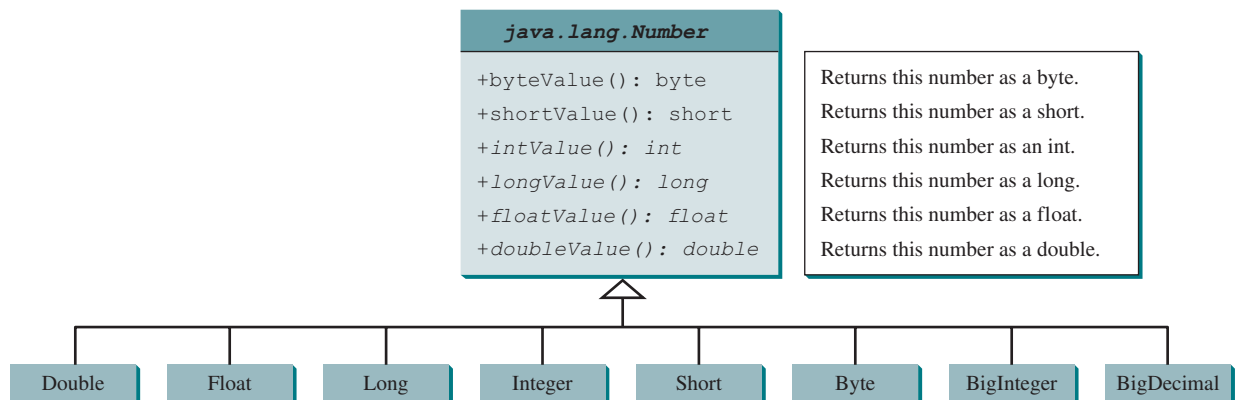 java.lang.Number
+byteValue(): byte
+shortValue(): short
+intValue(): int
+longValue(): long
+floatValue(): float
+doubleValue(): double
Returns this number as a byte.
Returns this number as a short.
Returns this number as an int.
Returns this number as a long.
Returns this number as a float.
Returns this number as a double.
Double
Float
Long
Integer
Short
Byte
BigInteger
BigDecimal